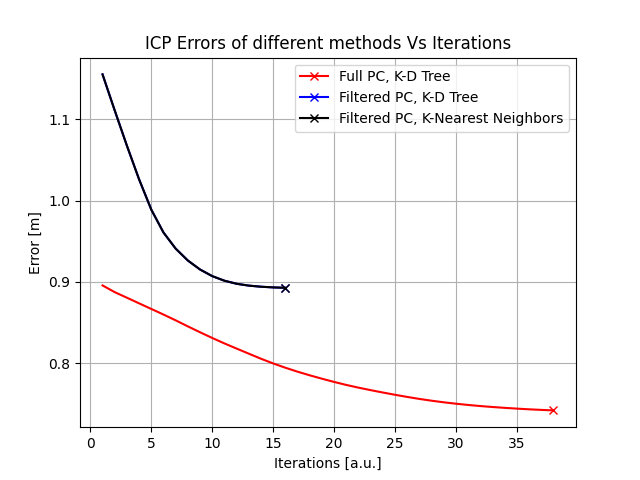 ICP Errors of different methods Vs Iterations
Full PC, K-D Tree
Filtered PC, K-D Tree
Filtered PC, K-Nearest Neighbors
Error [m]
1.1
1.0
0.9
0.8
0 5 10 15 20 25 30 35
Iterations [a.u.]